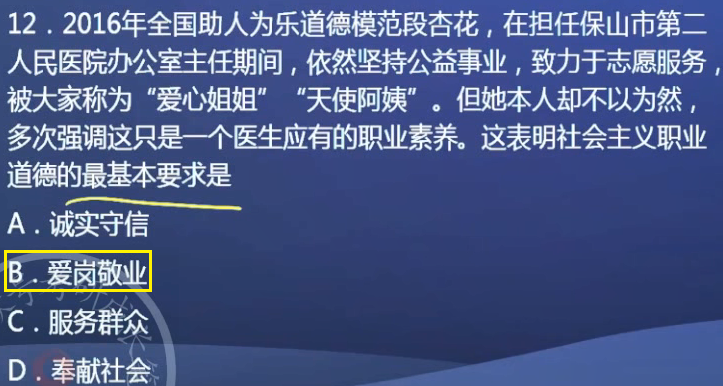 12．2016年全国助人为乐道德模范段杏花，在担任保山市第二
人民医院办公室主任期间，依然坚持公益事业，致力于志愿服务，
被大家称为“爱心姐姐”“天使阿姨”。但她本人却不以为然，
多次强调这只是一个医生应有的职业素养。这表明社会主义职业
道德的最基本要求是
A．诚实守信
B．爱岗敬业
C．服务群众
D．奉献社会